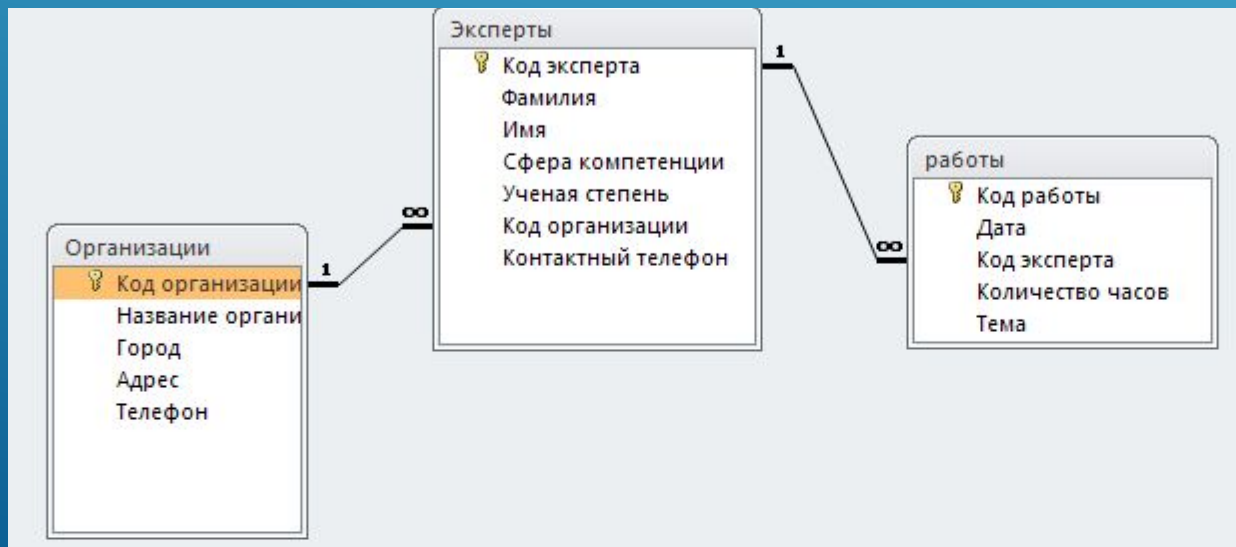 Эксперты
Код эксперта
Фамилия
Имя
Сфера компетенции
Ученая степень
Код организации
Контактный телефон
1
∞
работы
Код работы
Дата
Код эксперта
Количество часов
Тема
Организации
Код организации
Название органи
Город
Адрес
Телефон
1
∞